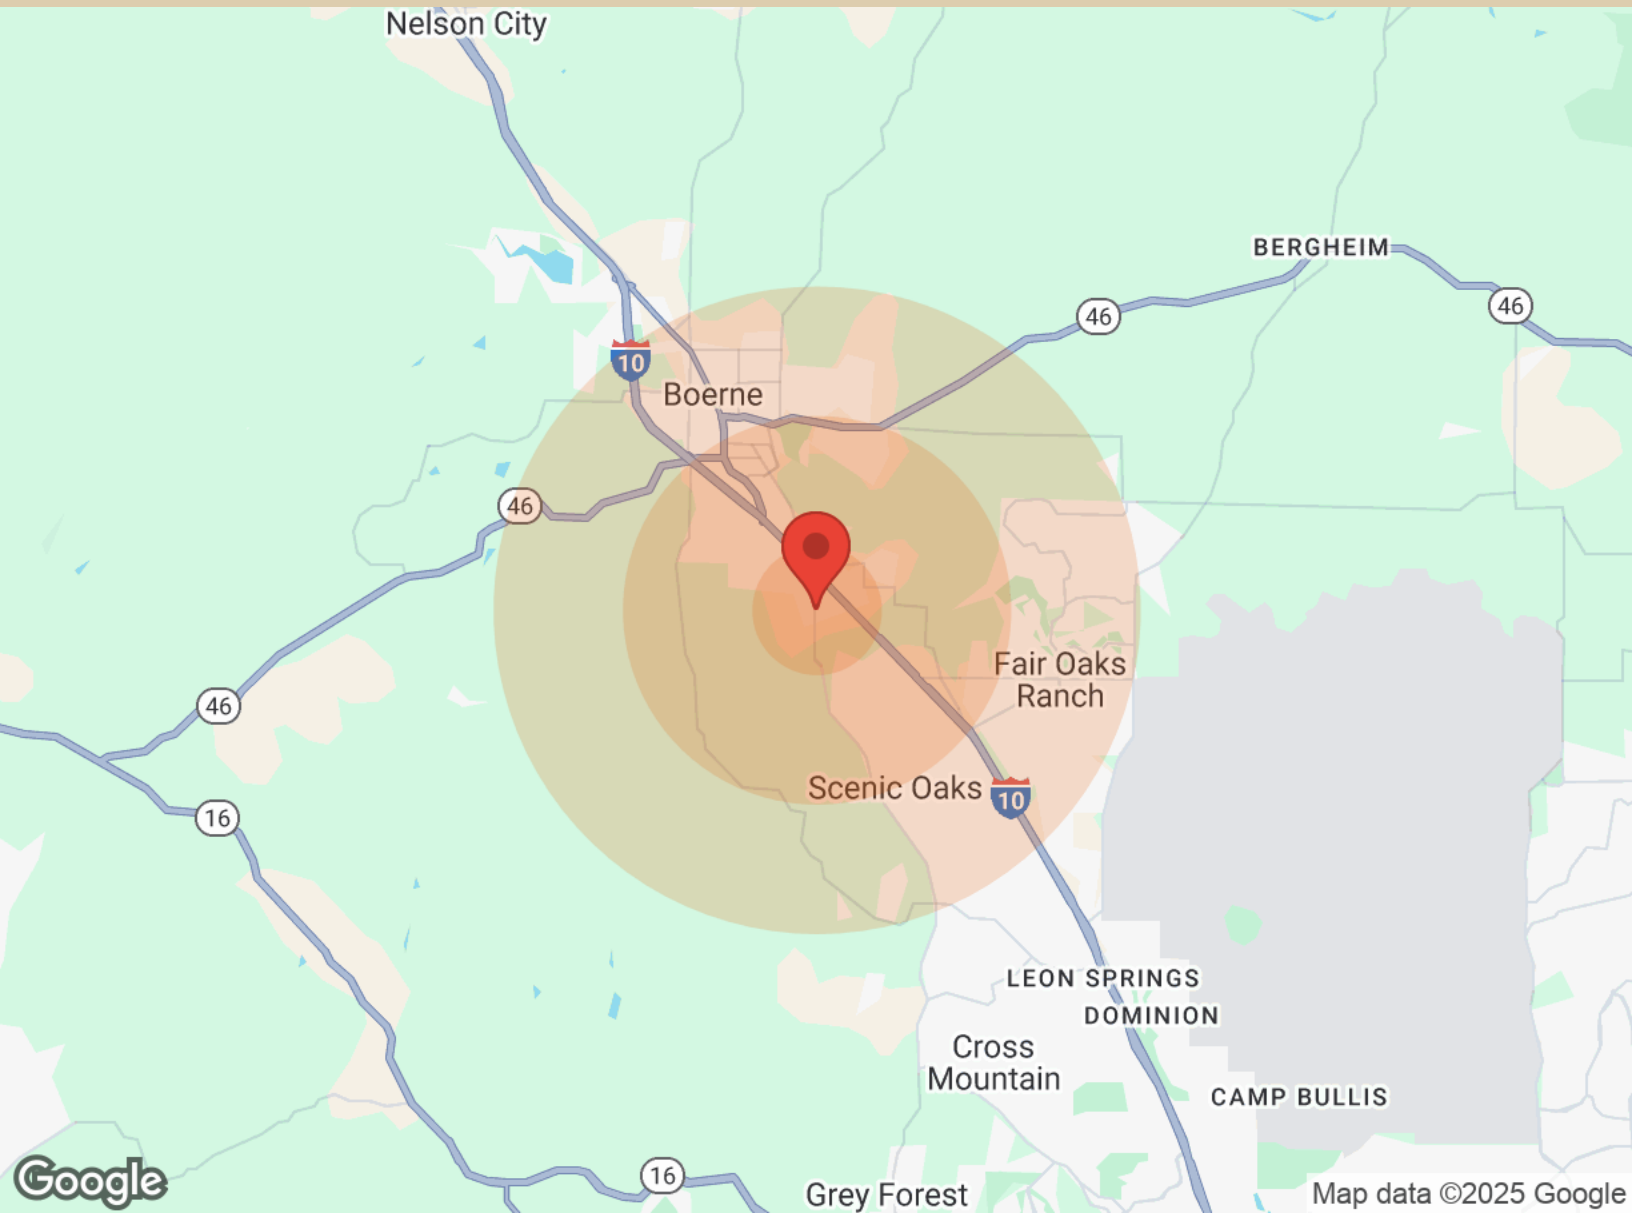 Nelson City
BERGHEIM
46
46
10
Boerne
46
Fair Oaks
Ranch
46
Scenic Oaks
10
16
LEON SPRINGS
DOMINION
Cross
Mountain
CAMP BULLIS
16
Google
Grey Forest
Map data ©2025 Google